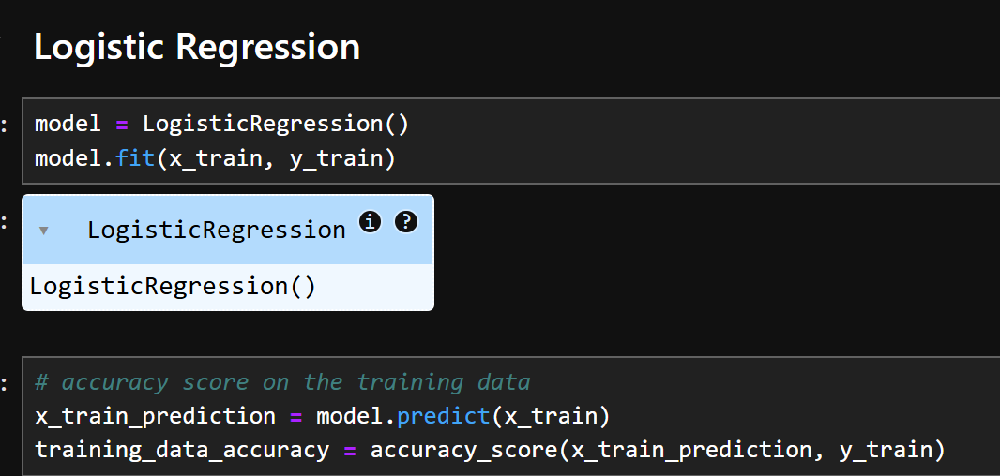 Logistic Regression
:
model = LogisticRegression()
model.fit(x_train, y_train)
:
LogisticRegression i ?
LogisticRegression()
:
# accuracy score on the training data
x_train_prediction = model.predict(x_train)
training_data_accuracy = accuracy_score(x_train_prediction, y_train)